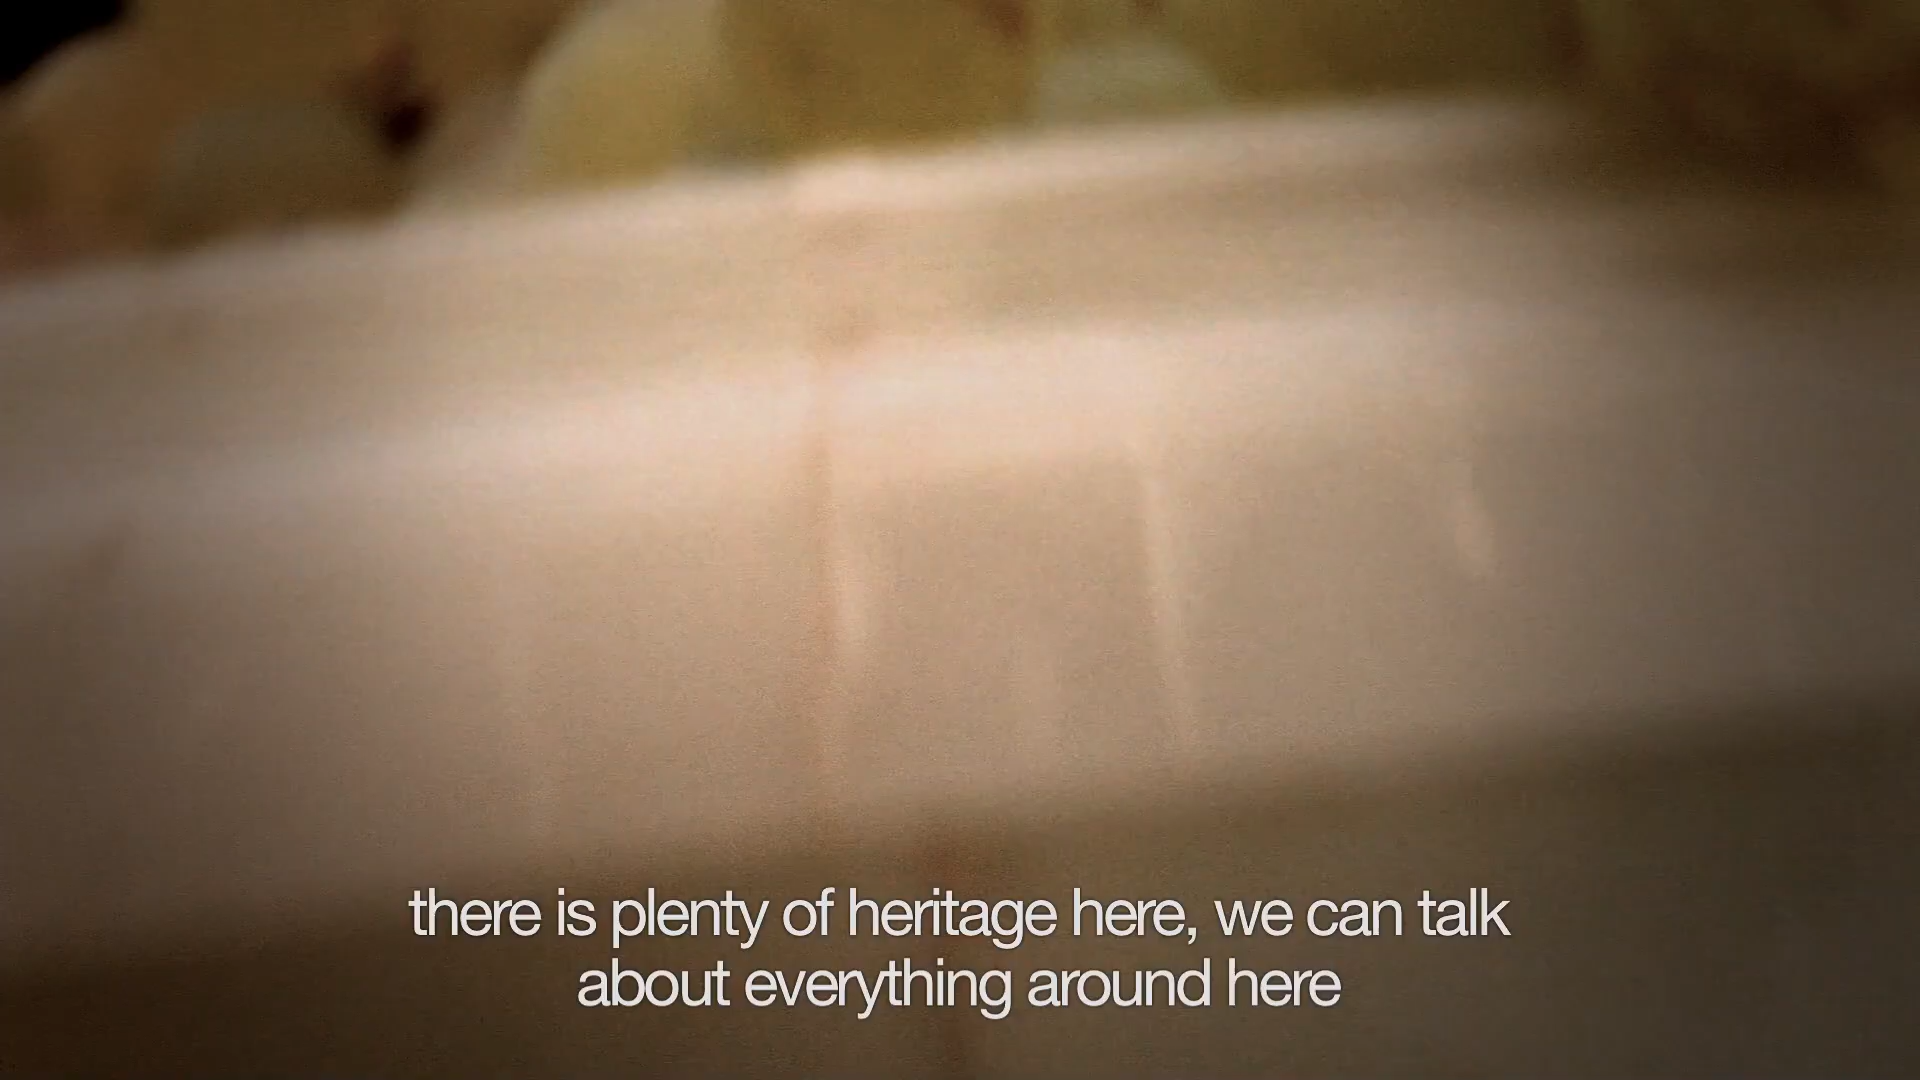 there is plenty of heritage here, we can talk
about everything around here